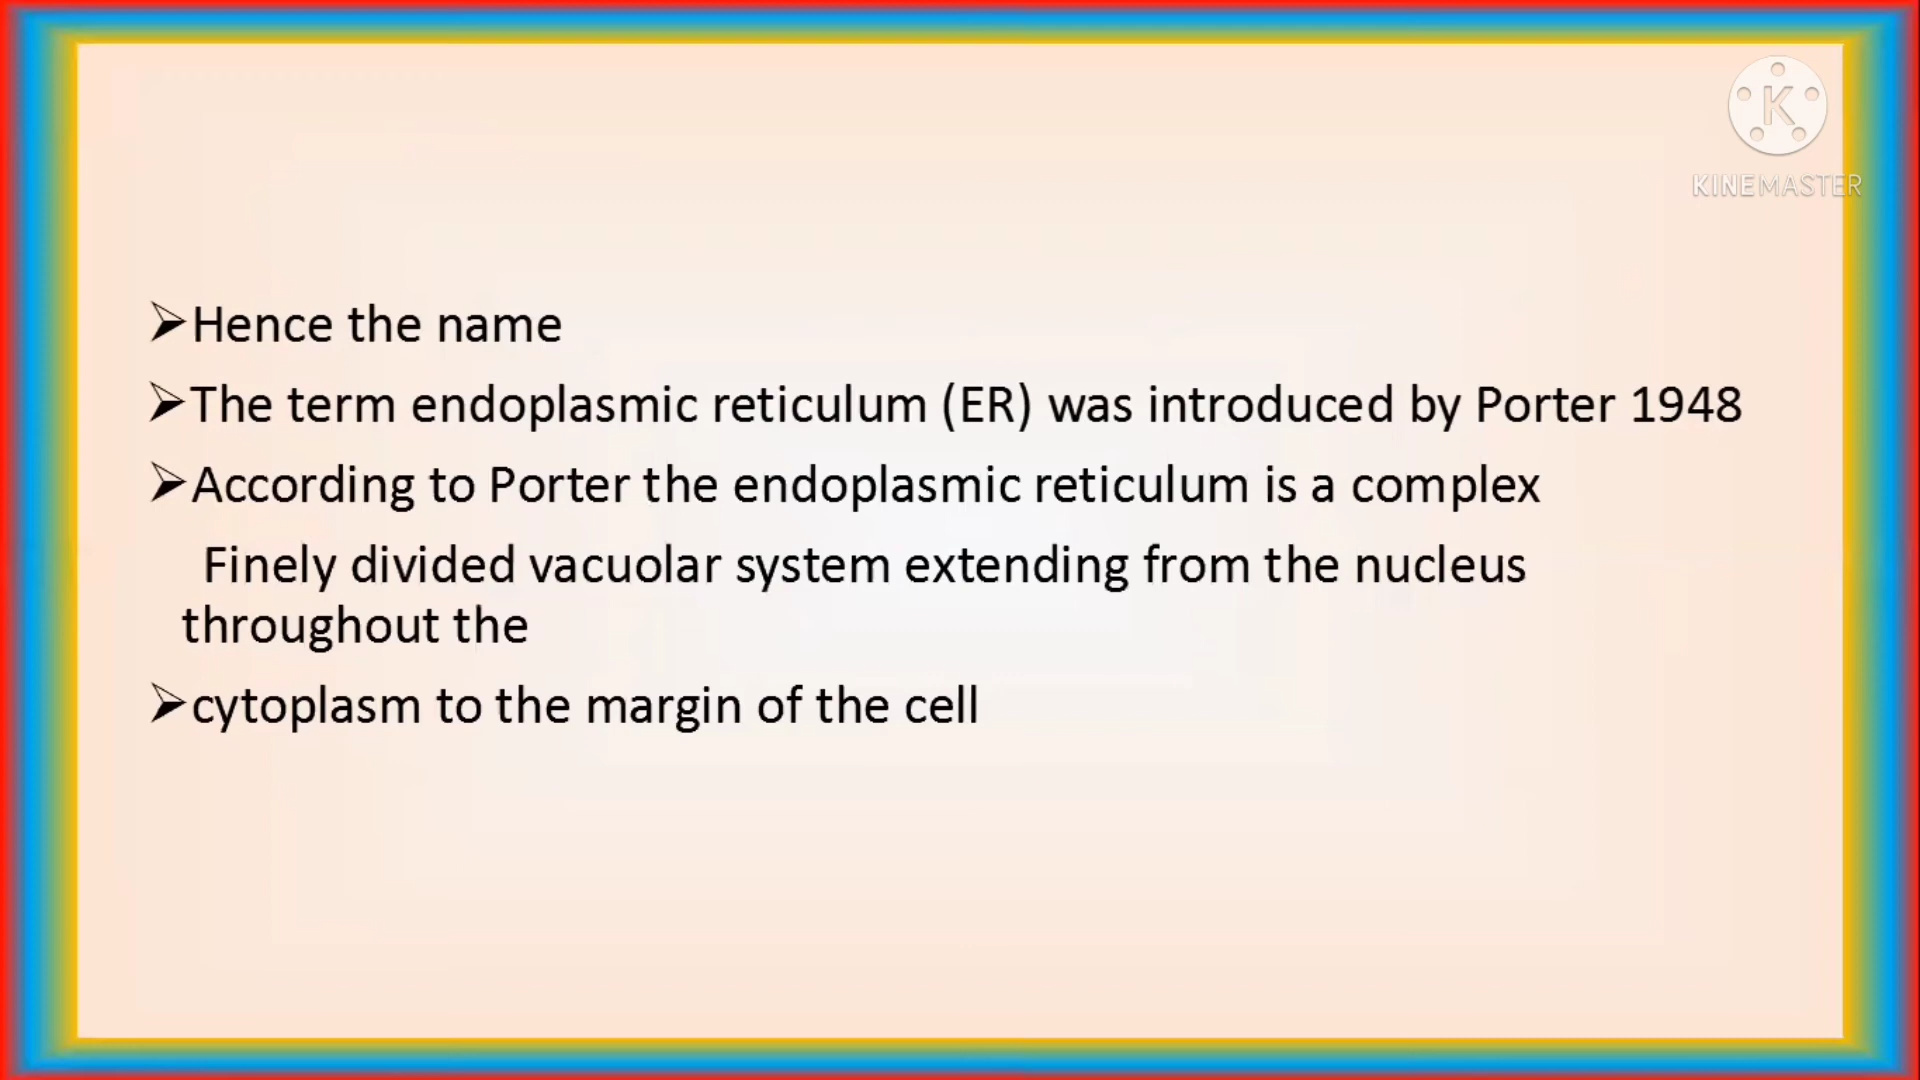 K
KINEMASTER
➢Hence the name
➢The term endoplasmic reticulum (ER) was introduced by Porter 1948
➢According to Porter the endoplasmic reticulum is a complex
Finely divided vacuolar system extending from the nucleus
throughout the
➢cytoplasm to the margin of the cell